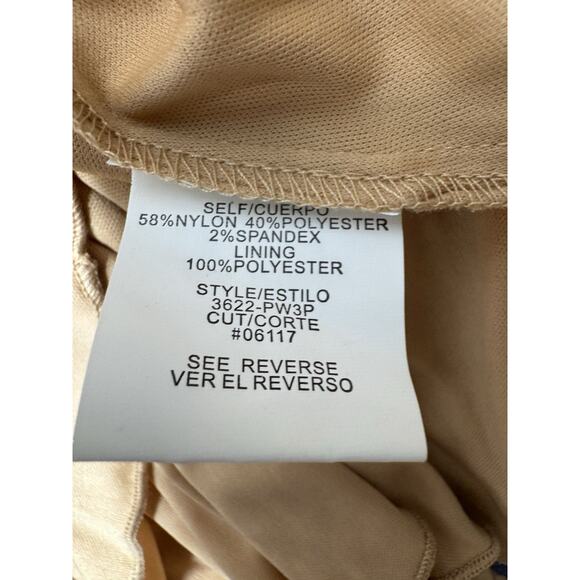 SELF/CUERPO
58%NYLON 40%POLYESTER
2%SPANDEX
LINING
100%POLYESTER
STYLE/ESTILO
3622-PW3P
CUT/CORTE
#06117
SEE REVERSE
VER EL REVERSO